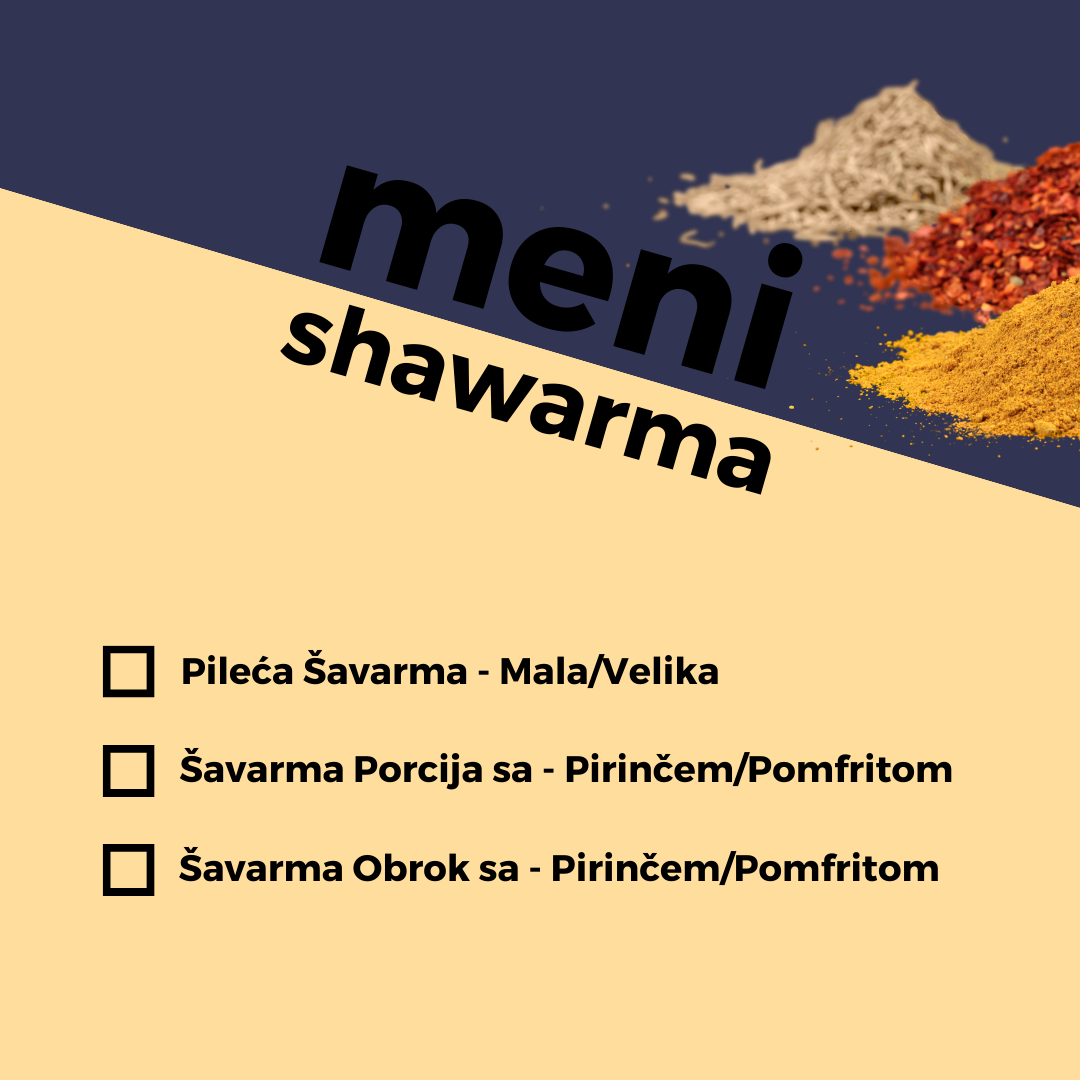 meni
shawarma
Pileća Šavarma - Mala/Velika
Šavarma Porcija sa - Pirinčem/Pomfritom
Šavarma Obrok sa - Pirinčem/Pomfritom